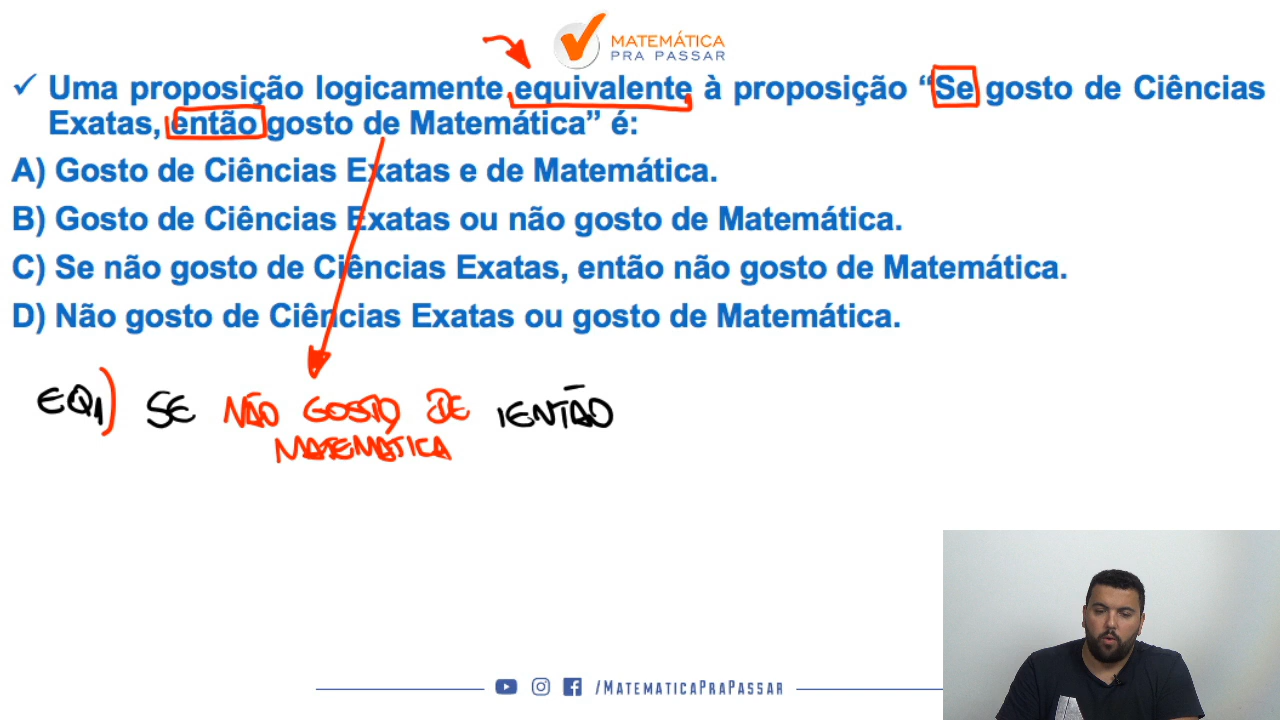 MATEMÁTICA
PRA PASSAR
✓ Uma proposição logicamente equivalente à proposição “Se gosto de Ciências
Exatas, então gosto de Matemática” é:
A) Gosto de Ciências Exatas e de Matemática.
B) Gosto de Ciências Exatas ou não gosto de Matemática.
C) Se não gosto de Ciências Exatas, então não gosto de Matemática.
D) Não gosto de Ciências Exatas ou gosto de Matemática.
EQ1) SE NÃO GOSTO DE , ENTÃO
MATEMATICA
/MATEMATICAPRAPASSAR